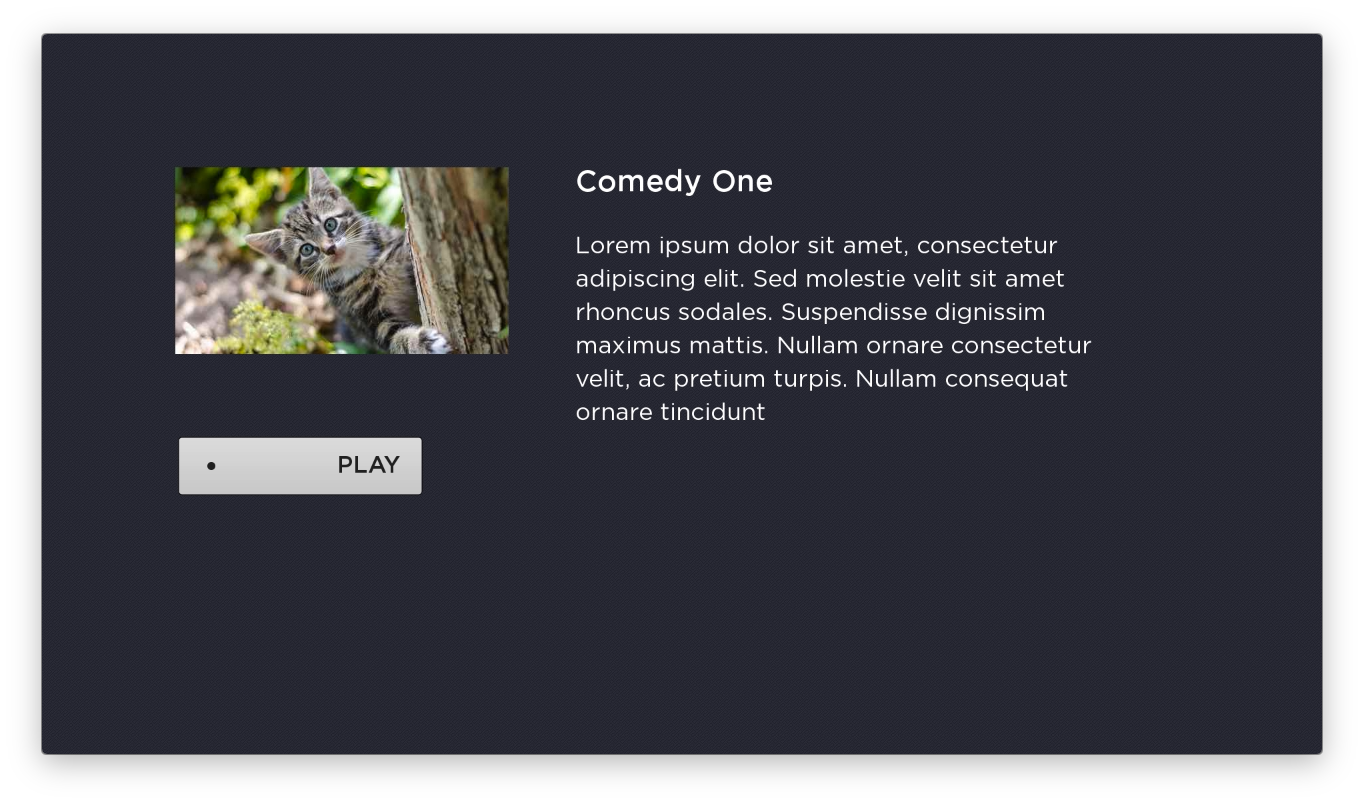 Comedy One
Lorem ipsum dolor sit amet, consectetur
adipiscing elit. Sed molestie velit sit amet
rhoncus sodales. Suspendisse dignissim
maximus mattis. Nullam ornare consectetur
velit, ac pretium turpis. Nullam consequat
ornare tincidunt
• PLAY